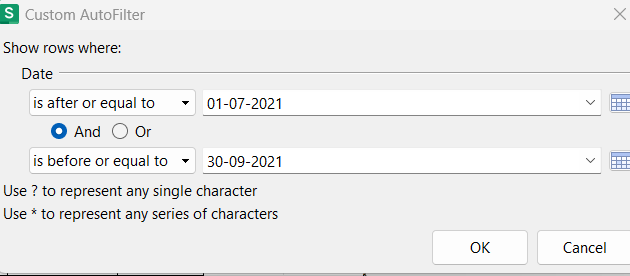 S Custom AutoFilter
Show rows where:
Date
is after or equal to 01-07-2021
And Or
is before or equal to 30-09-2021
Use ? to represent any single character
Use * to represent any series of characters
OK Cancel